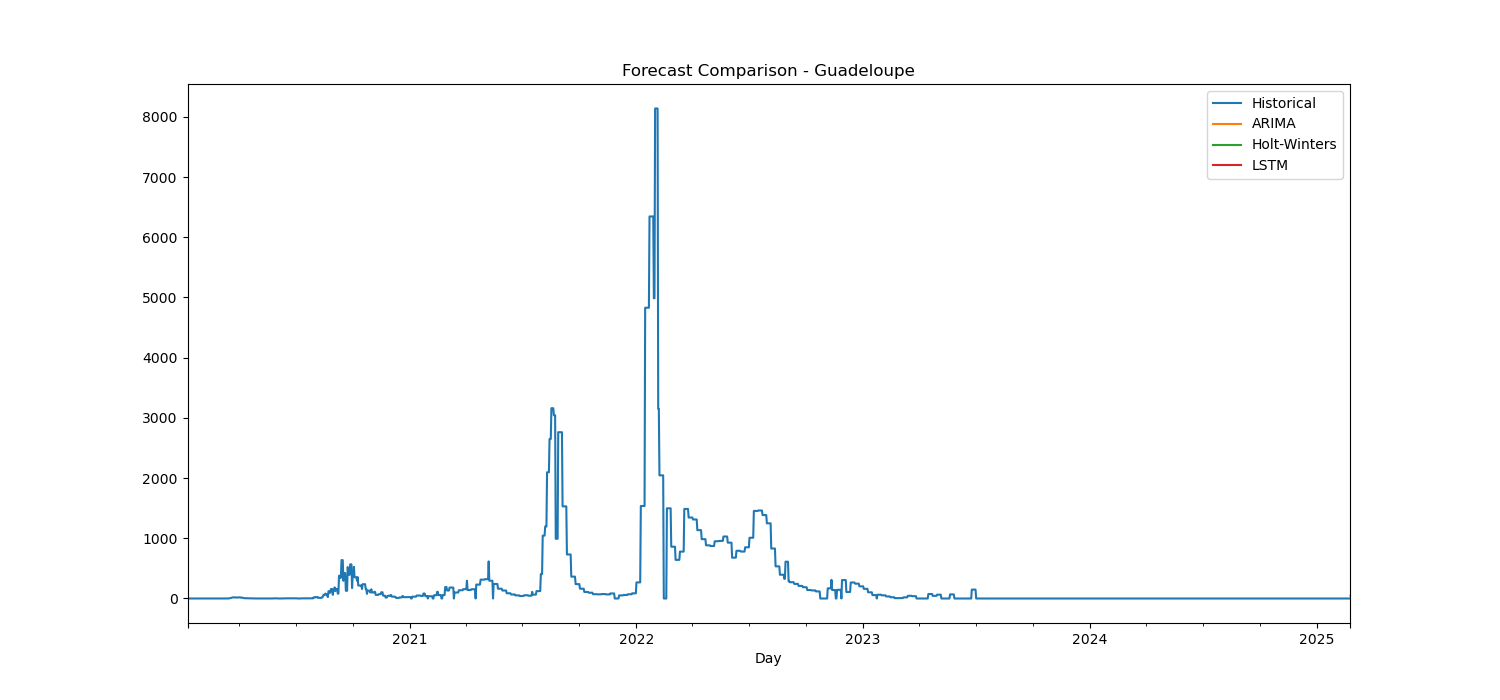 Forecast Comparison - Guadeloupe
Historical
ARIMA
Holt-Winters
LSTM
8000
7000
6000
5000
4000
3000
2000
1000
0
2021 2022 2023 2024 2025
Day